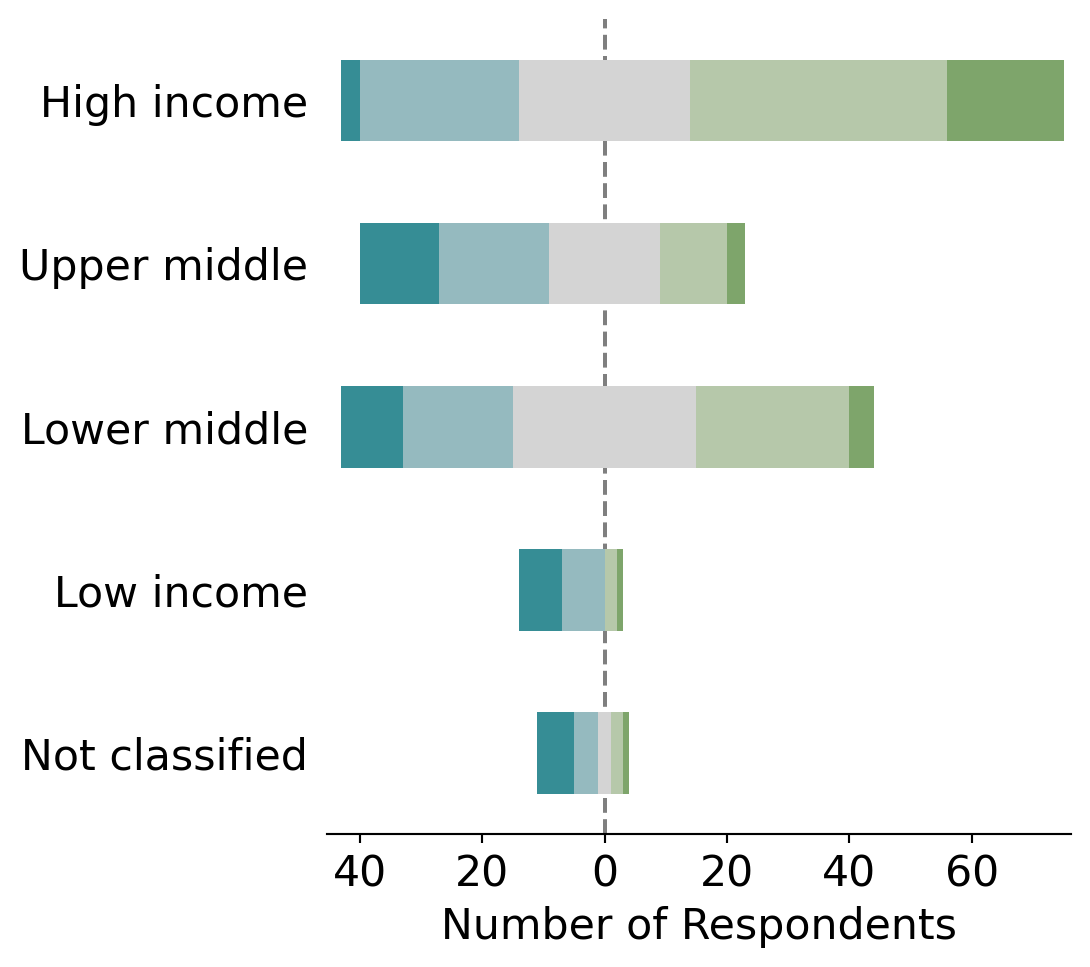 High income
Upper middle
Lower middle
Low income
Not classified
40 20 0 20 40 60
Number of Respondents